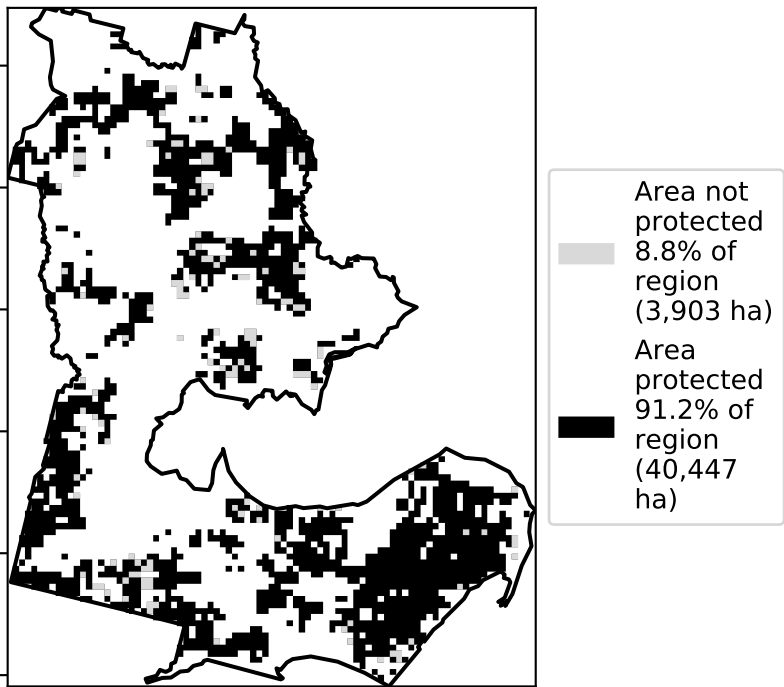 Area not
protected
8.8% of
region
(3,903 ha)
Area
protected
91.2% of
region
(40,447
ha)